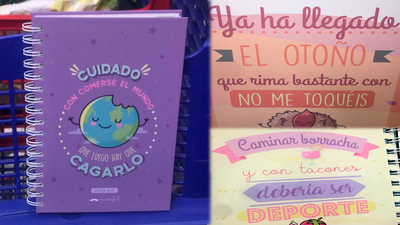 CUIDADO
CON COMERSE EL MUNDO
QUE LUEGO HAY QUE
CAGARLO
Ya ha llegado
EL OTOÑO
que rima bastante con
NO ME TOQUÉIS
Caminar borracha
y con tacones
debería ser
DEPORTE